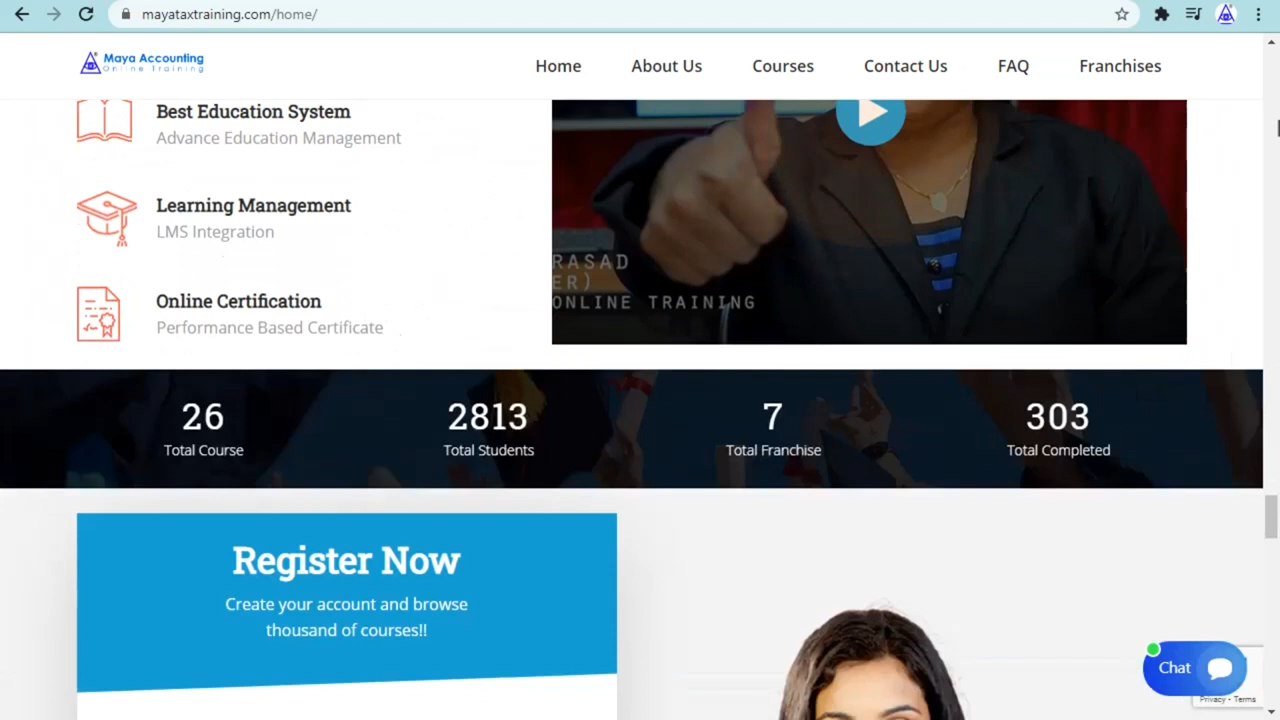 mayataxtraining.com/home/
Maya Accounting
Online Training
Home
About Us
Courses
Contact Us
FAQ
Franchises
Best Education System
Advance Education Management
Learning Management
LMS Integration
Online Certification
Performance Based Certificate
RASAD
ER)
ONLINE TRAINING
26
Total Course
2813
Total Students
7
Total Franchise
303
Total Completed
Register Now
Create your account and browse
thousand of courses!!
Chat
Privacy - Terms